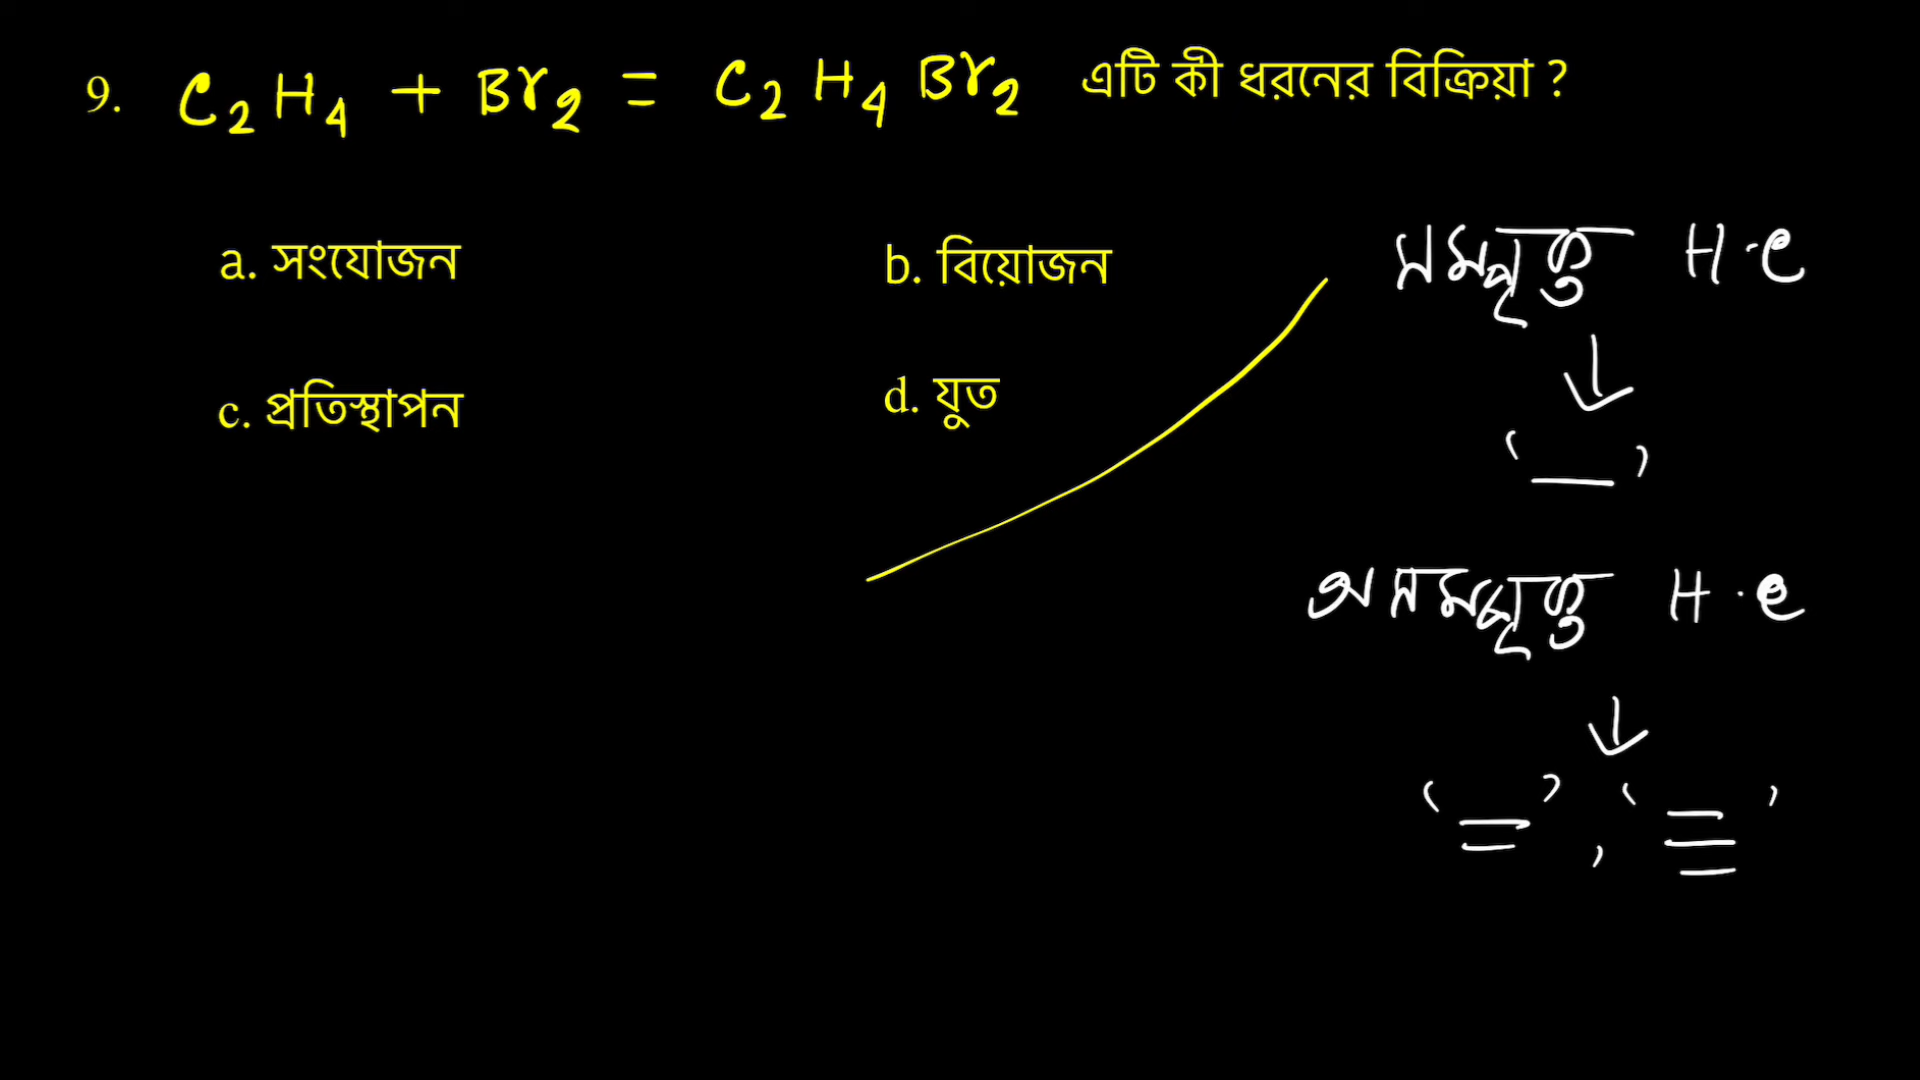 9. C₂H₄ + Br₂ = C₂H₄Br₂ এটি কী ধরনের বিক্রিয়া ?
a. সংযোজন
b. বিয়োজন
c. প্রতিস্থাপন
d. যুত
সম্পৃক্ত H.C
↓
‘—’
অসম্পৃক্ত H.C
↓
‘=’, ‘≡’